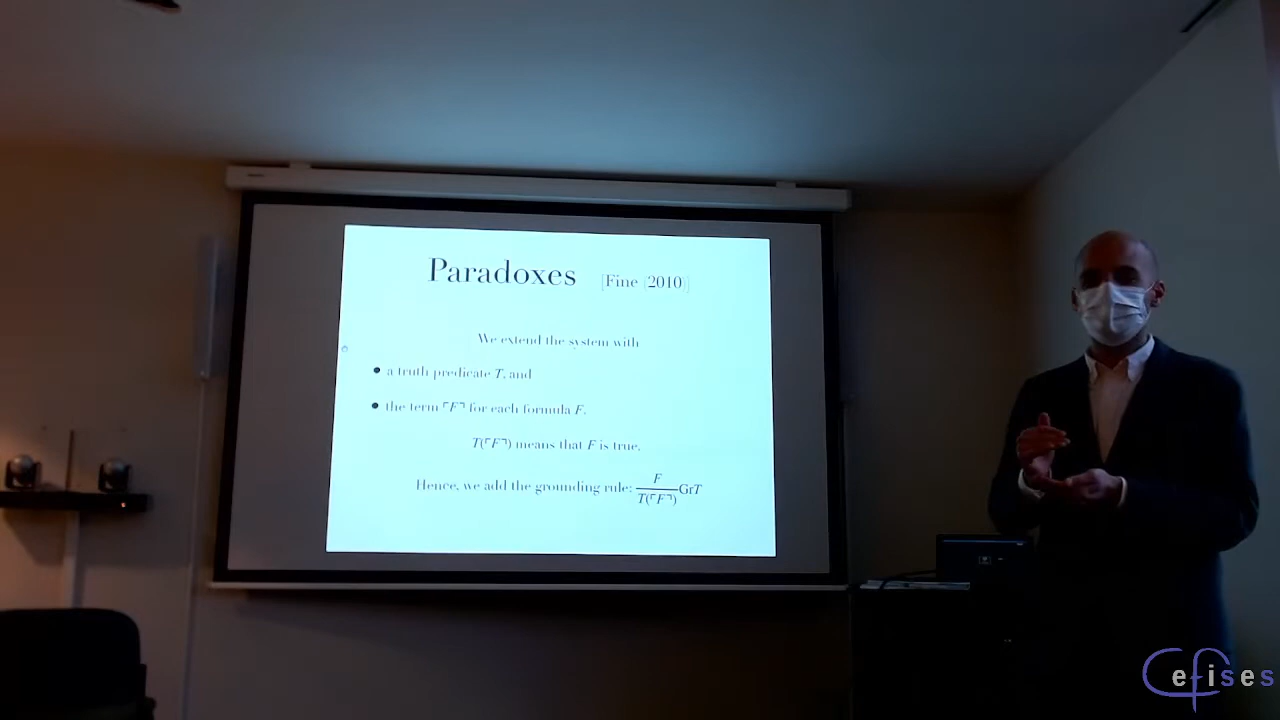 Paradoxes [Fine (2010)]
We extend the system with
• a truth predicate T, and
• the term ⌜F⌝ for each formula F.
T(⌜F⌝) means that F is true.
Hence, we add the grounding rule: F
T(⌜F⌝) GrT
Cefises